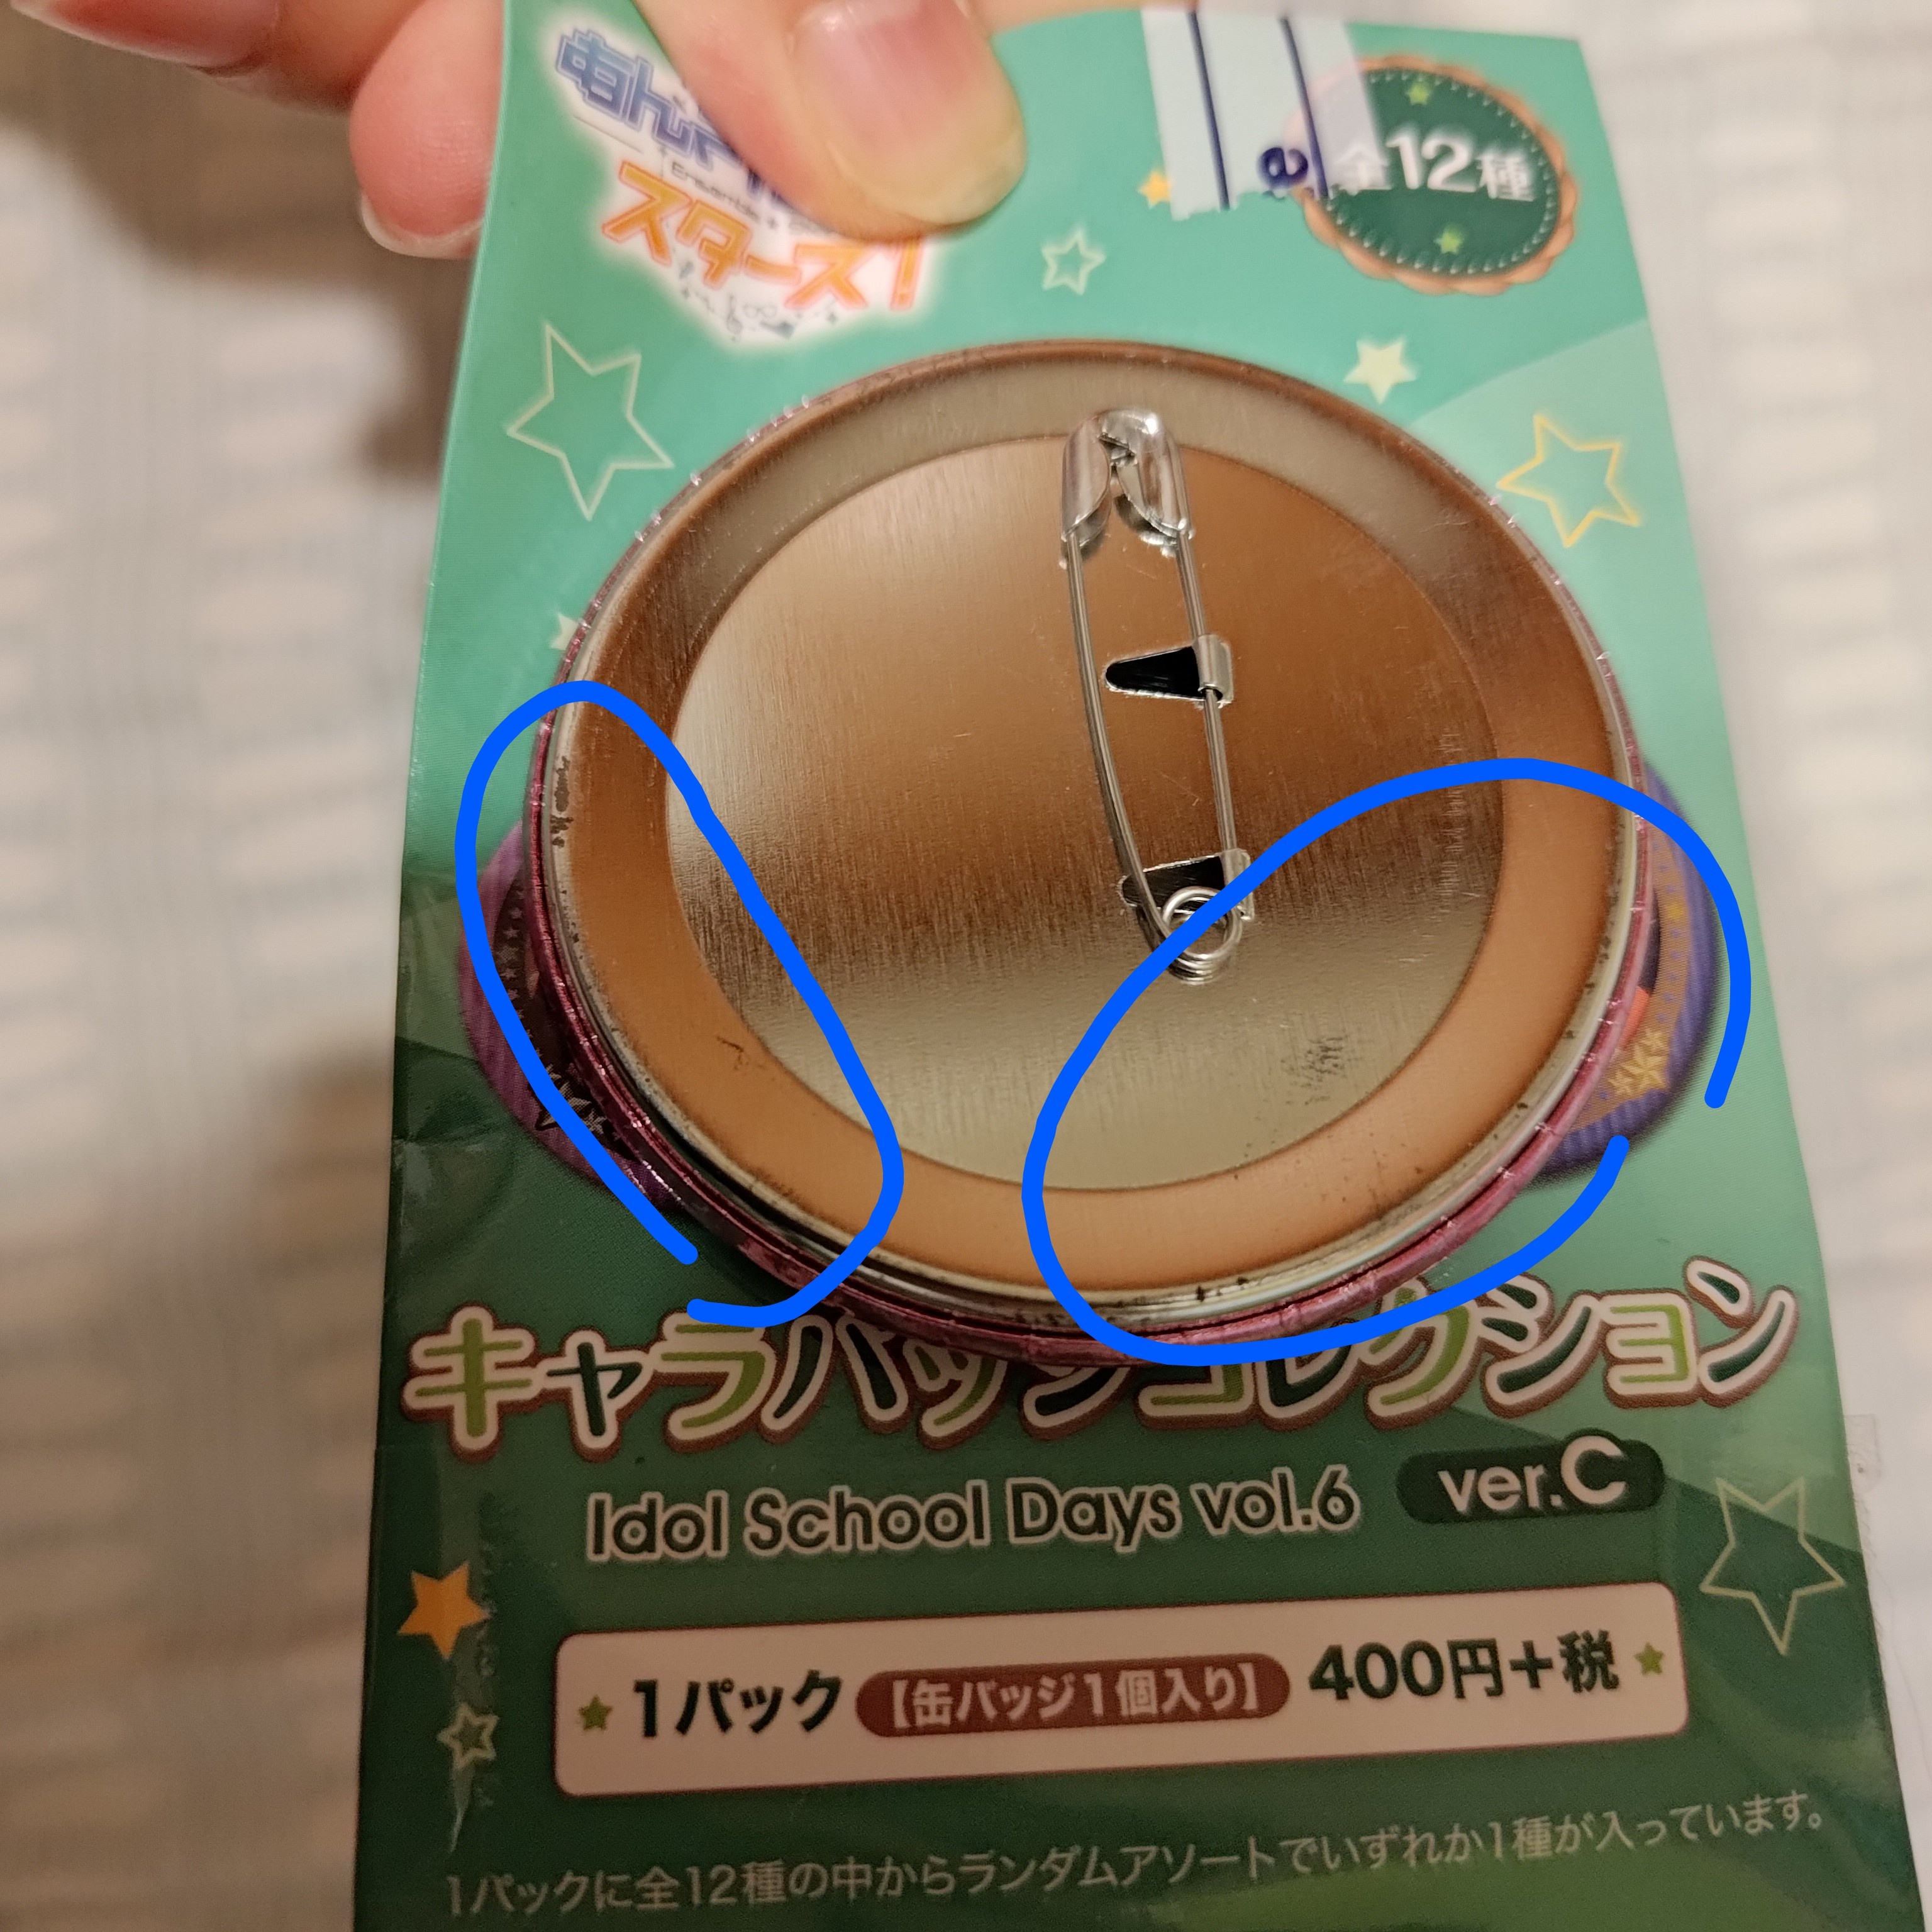 スターズ!
全12種
キャラバッジコレクション
Idol School Days vol.6 ver.C
1パック【缶バッジ1個入り】400円+税
1パックに全12種の中からランダムアソートでいずれか1種が入っています。